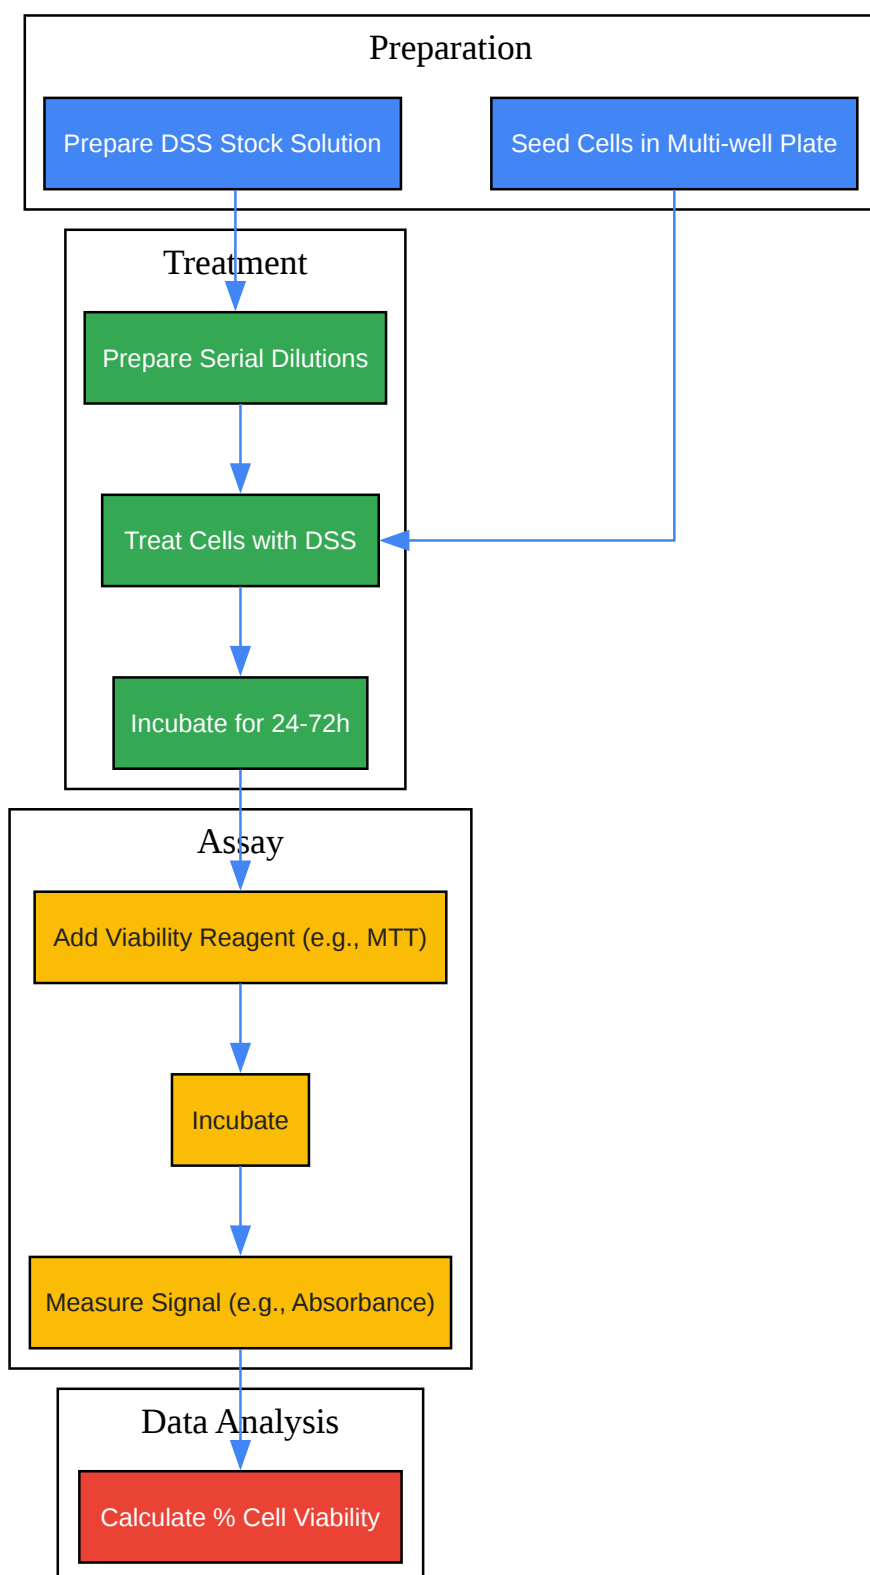 Preparation
Prepare DSS Stock Solution
Seed Cells in Multi-well Plate
Treatment
Prepare Serial Dilutions
Treat Cells with DSS
Incubate for 24-72h
Assay
Add Viability Reagent (e.g., MTT)
Incubate
Measure Signal (e.g., Absorbance)
Data Analysis
Calculate % Cell Viability